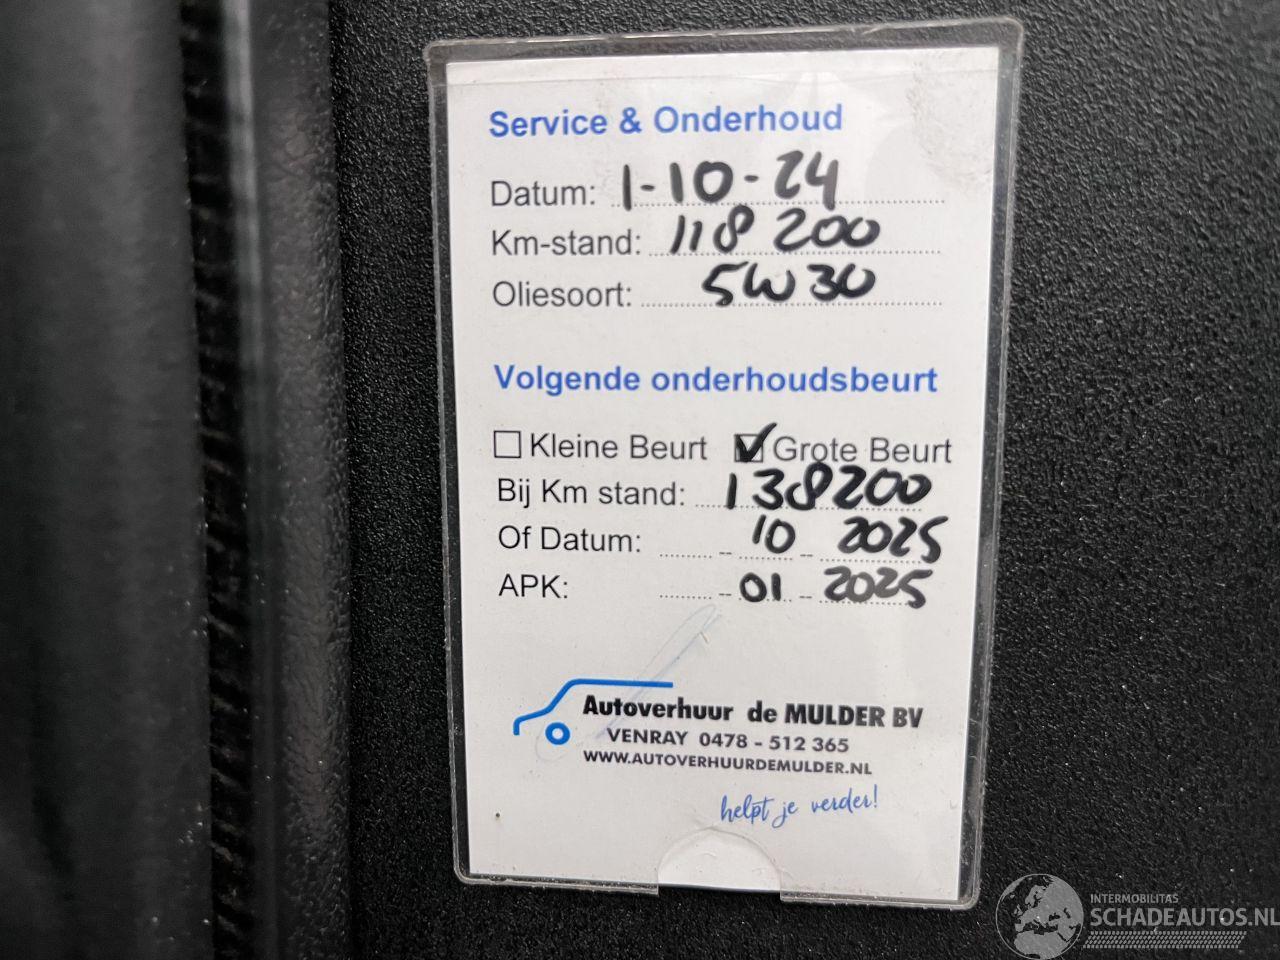 Service & Onderhoud
Datum: 1-10-24
Km-stand: 118 200
Oliesoort: 5W30
Volgende onderhoudsbeurt
☐ Kleine Beurt ☑ Grote Beurt
Bij Km stand: 138200
Of Datum: - 10 - 2025
APK: - 01 - 2025
Autoverhuur de MULDER BV
VENRAY 0478 - 512 365
WWW.AUTOVERHUURDEMULDER.NL
helpt je verder!
INTERMOBILITAS
SCHADEAUTOS.NL